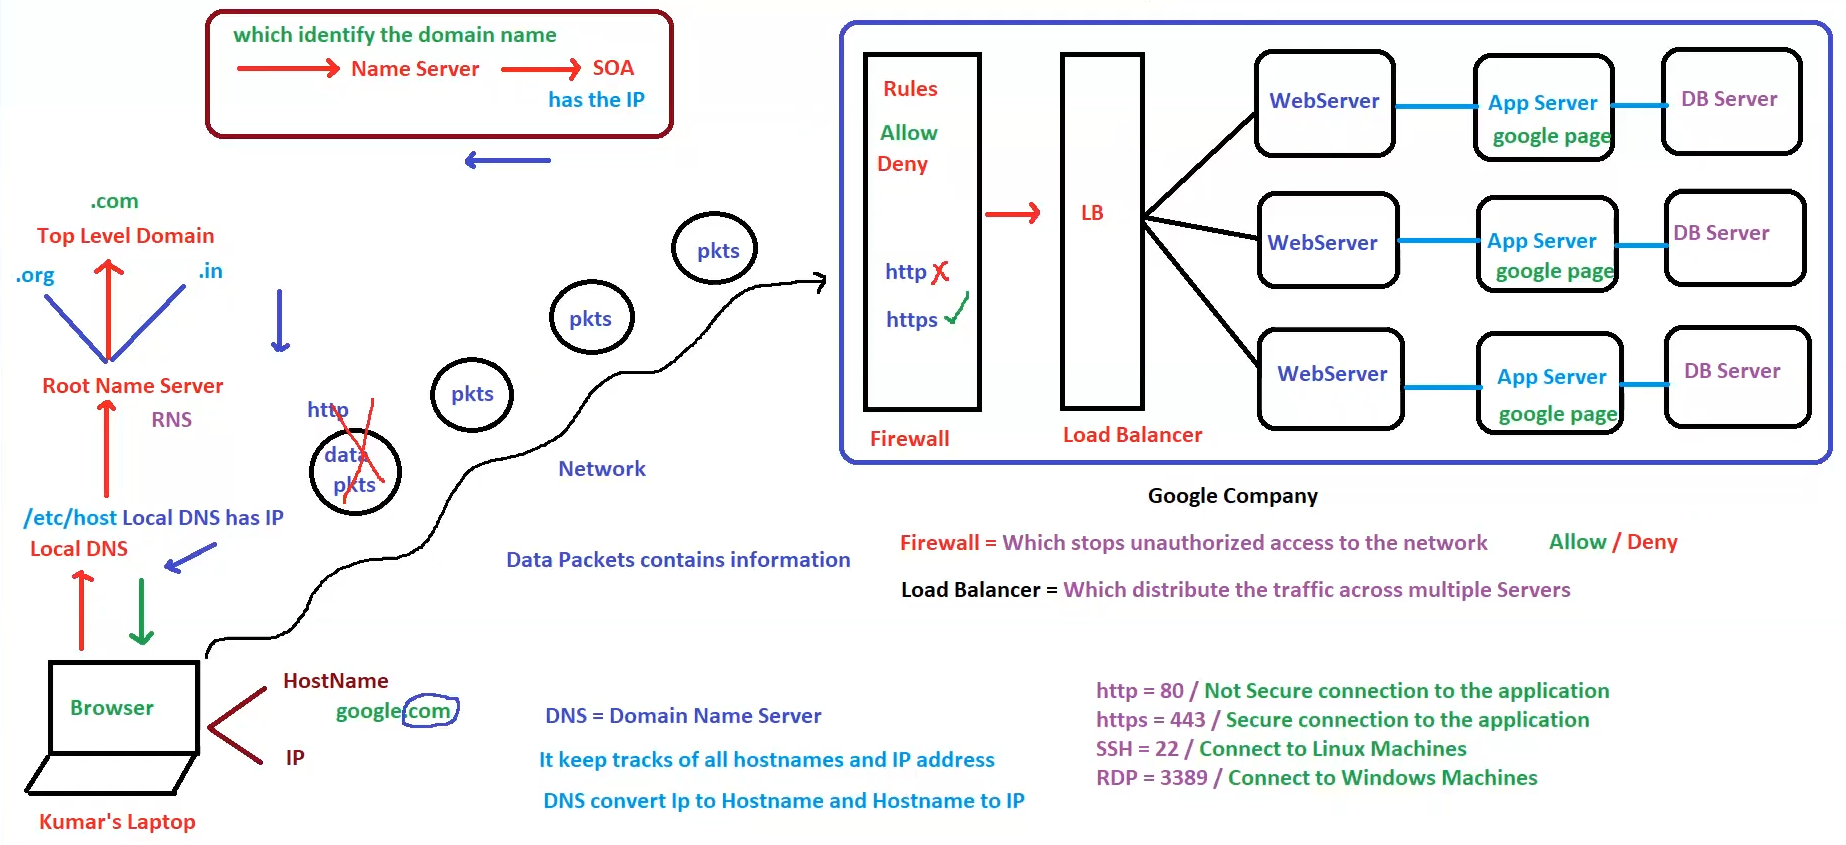 which identify the domain name
Name Server
SOA
has the IP
.com
Top Level Domain
.org
.in
Root Name Server
RNS
/etc/host Local DNS has IP
Local DNS
Browser
Kumar's Laptop
HostName
google.com
IP
http
data
pkts
pkts
pkts
pkts
Network
Data Packets contains information
DNS = Domain Name Server
It keep tracks of all hostnames and IP address
DNS convert Ip to Hostname and Hostname to IP
Rules
Allow
Deny
http
https
Firewall
LB
Load Balancer
WebServer
App Server
google page
DB Server
WebServer
App Server
google page
DB Server
WebServer
App Server
google page
DB Server
Google Company
Firewall = Which stops unauthorized access to the network
Allow / Deny
Load Balancer = Which distribute the traffic across multiple Servers
http = 80 / Not Secure connection to the application
https = 443 / Secure connection to the application
SSH = 22 / Connect to Linux Machines
RDP = 3389 / Connect to Windows Machines